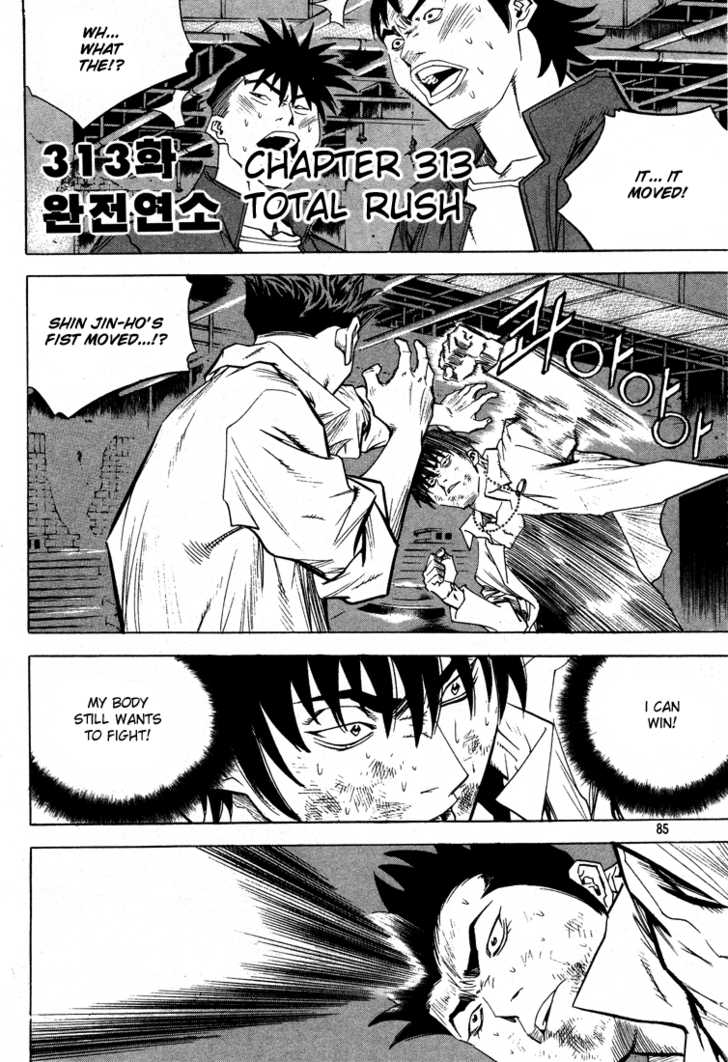 WH...
WHAT
THE!?
IT... IT
MOVED!
313화
완전연소
CHAPTER 313
TOTAL RUSH
SHIN JIN-HO'S
FIST MOVED...!?
콰아아아아
MY BODY
STILL WANTS
TO FIGHT!
I CAN
WIN!
85